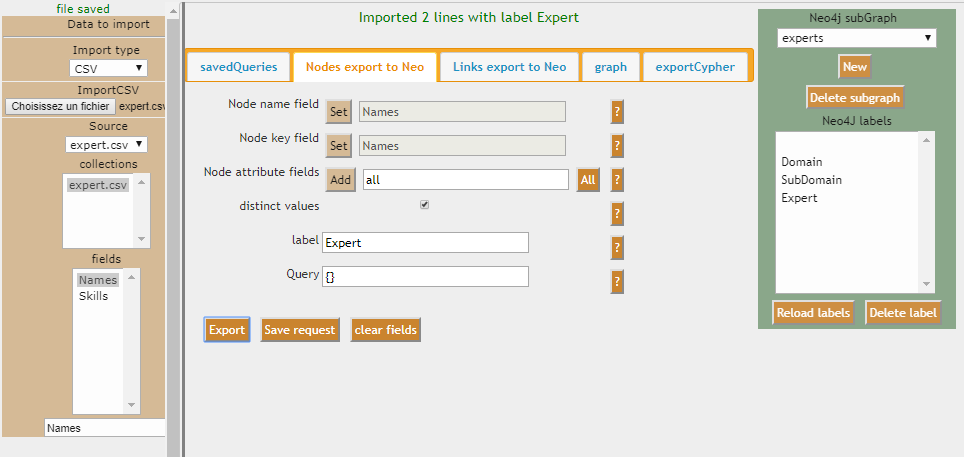 file saved
Data to import
Import type
CSV
ImportCSV
Choisissez un fichier expert.csv
Source
expert.csv
collections
expert.csv
fields
Names
Skills
Names
Imported 2 lines with label Expert
savedQueries Nodes export to Neo Links export to Neo graph exportCypher
Node name field Set Names ?
Node key field Set Names ?
Node attribute fields Add all All ?
distinct values ?
label Expert ?
Query {} ?
Export Save request clear fields
Neo4j subGraph
experts
New
Delete subgraph
Neo4J labels
Domain
SubDomain
Expert
Reload labels Delete label